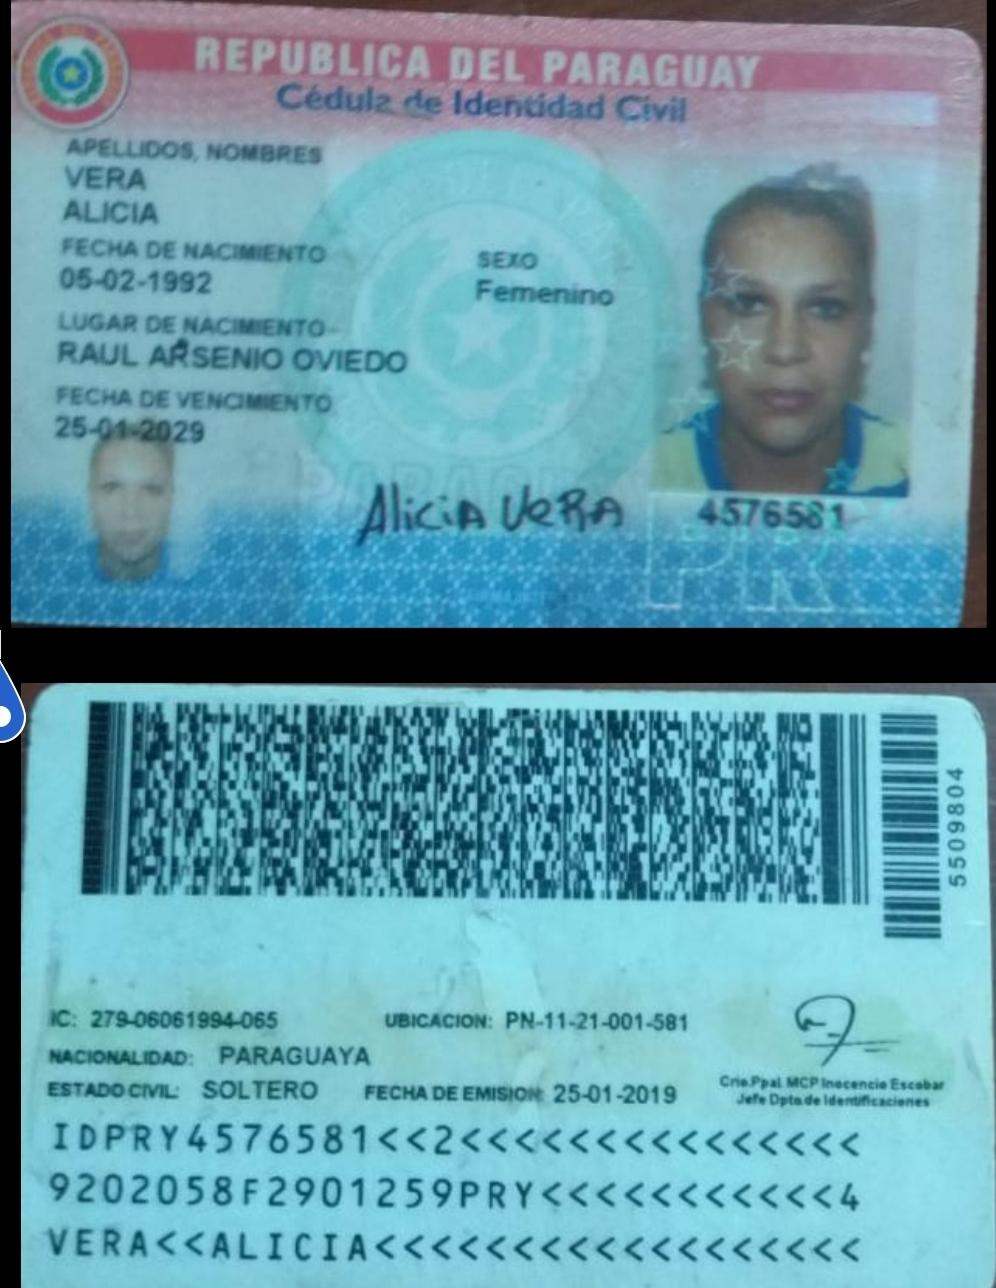 REPUBLICA DEL PARAGUAY
Cédula de Identidad Civil
APELLIDOS, NOMBRES
VERA
ALICIA
FECHA DE NACIMIENTO
05-02-1992
SEXO
Femenino
LUGAR DE NACIMIENTO
RAUL ARSENIO OVIEDO
FECHA DE VENCIMIENTO
25-01-2029
Alicia Vera
4576581
5509804
IC: 279-06061994-065
UBICACION: PN-11-21-001-581
NACIONALIDAD: PARAGUAYA
ESTADO CIVIL: SOLTERO
FECHA DE EMISION: 25-01-2019
Crio.Ppal. MCP Inocencio Escobar
Jefe Dpto de Identificaciones
IDPRY4576581<<2<<<<<<<<<<<<<<<
9202058F2901259PRY<<<<<<<<<<<4
VERA<<ALICIA<<<<<<<<<<<<<<<<<<